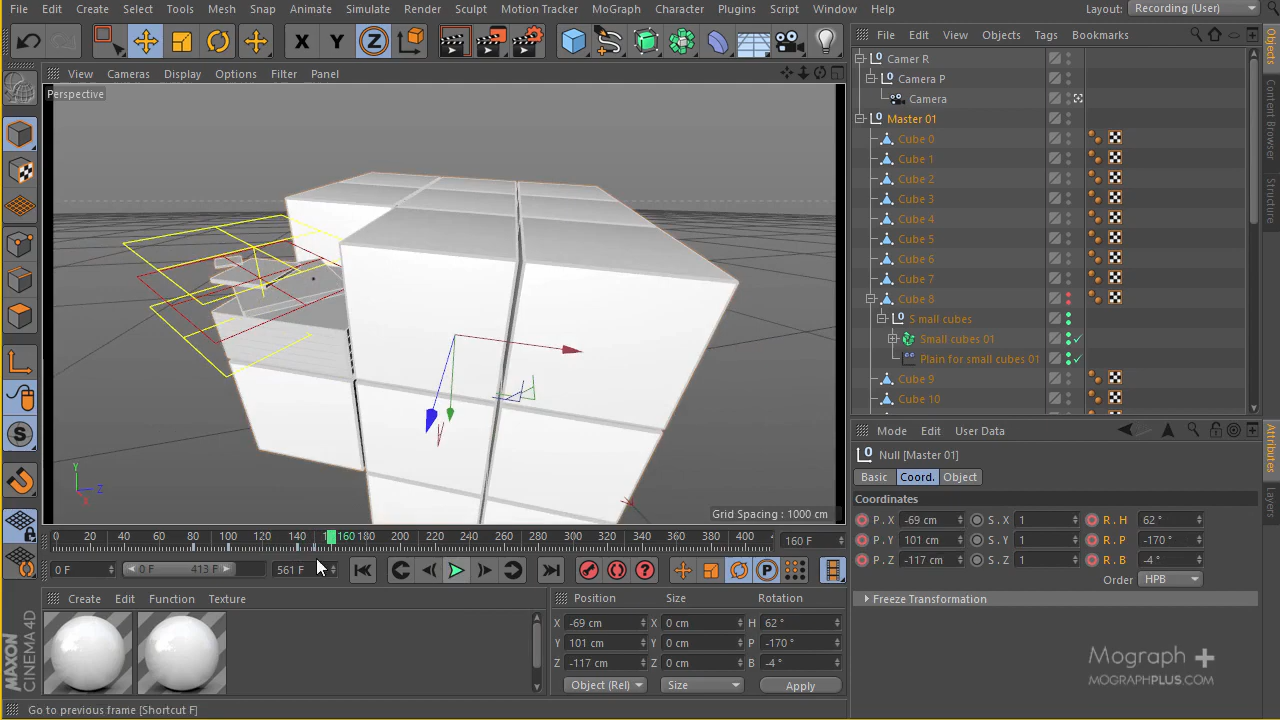 File Edit Create Select Tools Mesh Snap Animate Simulate Render Sculpt Motion Tracker MoGraph Character Plugins Script Window Help Layout: Recording (User)
X Y Z
View Cameras Display Options Filter Panel
Perspective
Grid Spacing : 1000 cm
File Edit View Objects Tags Bookmarks
Camer R
Camera P
Camera
Master 01
Cube 0
Cube 1
Cube 2
Cube 3
Cube 4
Cube 5
Cube 6
Cube 7
Cube 8
S mall cubes
Small cubes 01
Plain for small cubes 01
Cube 9
Cube 10
Objects
Content Browser
Structure
Mode Edit User Data
Null [Master 01]
Basic Coord. Object
Coordinates
P . X -69 cm S . X 1 R . H 62 °
P . Y 101 cm S . Y 1 R . P -170 °
P . Z -117 cm S . Z 1 R . B -4 °
Order HPB
Freeze Transformation
Attributes
Layers
0 20 40 60 80 100 120 140 160 180 200 220 240 260 280 300 320 340 360 380 400 160 F
0 F 0 F 413 F 561 F
Create Edit Function Texture
Position Size Rotation
X -69 cm X 0 cm H 62 °
Y 101 cm Y 0 cm P -170 °
Z -117 cm Z 0 cm B -4 °
Object (Rel) Size Apply
MAXON
CINEMA 4D
Mograph +
MOGRAPHPLUS.COM
Go to previous frame [Shortcut F]